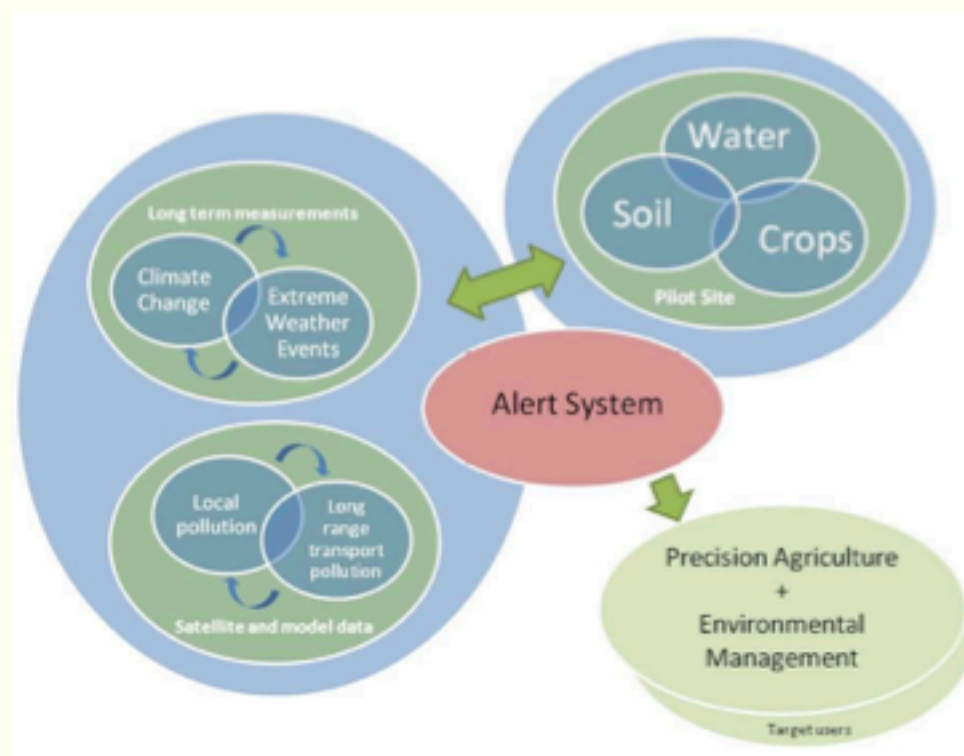 Long term measurements
Climate
Change
Extreme
Weather
Events
Local
pollution
Long
range
transport
pollution
Satellite and model data
Water
Soil
Crops
Pilot Site
Alert System
Precision Agriculture
+
Environmental
Management
Target users